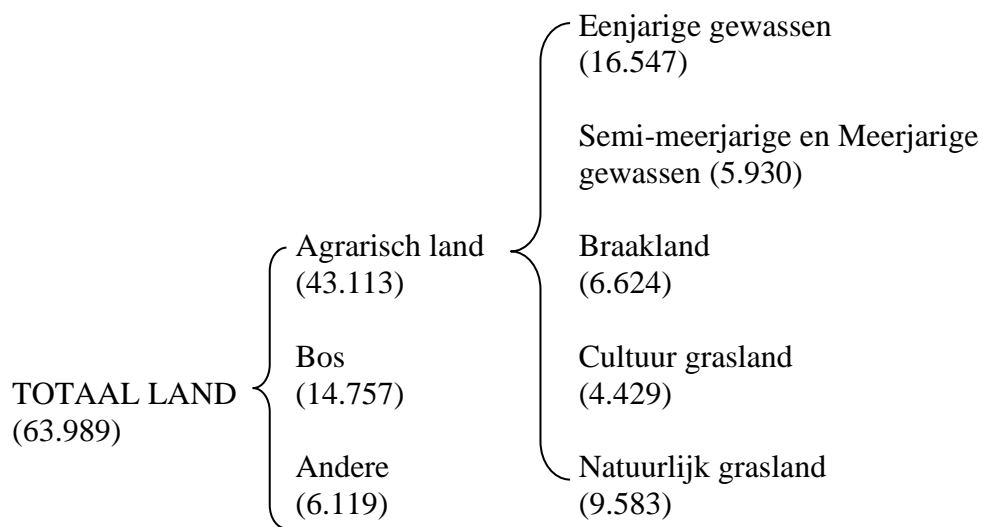 Eenjarige gewassen
(16.547)
Semi-meerjarige en Meerjarige
gewassen (5.930)
Agrarisch land
(43.113)
Braakland
(6.624)
Bos
(14.757)
Cultuur grasland
(4.429)
TOTAAL LAND
(63.989)
Andere
(6.119)
Natuurlijk grasland
(9.583)